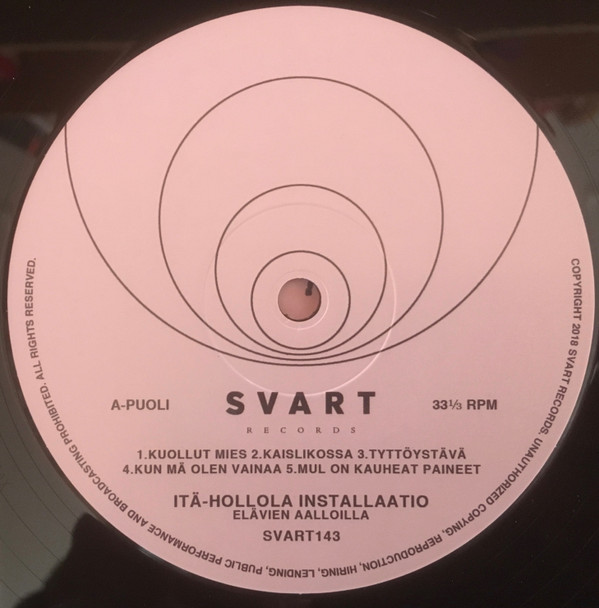 A-PUOLI
SVART
RECORDS
33⅓ RPM
1.KUOLLUT MIES 2.KAISLIKOSSA 3.TYTTÖYSTÄVÄ
4.KUN MÄ OLEN VAINAA 5.MUL ON KAUHEAT PAINEET
ITÄ-HOLLOLA INSTALLAATIO
ELÄVIEN AALLOILLA
SVART143
COPYRIGHT 2018 SVART RECORDS. UNAUTHORIZED COPYING, REPRODUCTION, HIRING, LENDING, PUBLIC PERFORMANCE AND BROADCASTING PROHIBITED. ALL RIGHTS RESERVED.